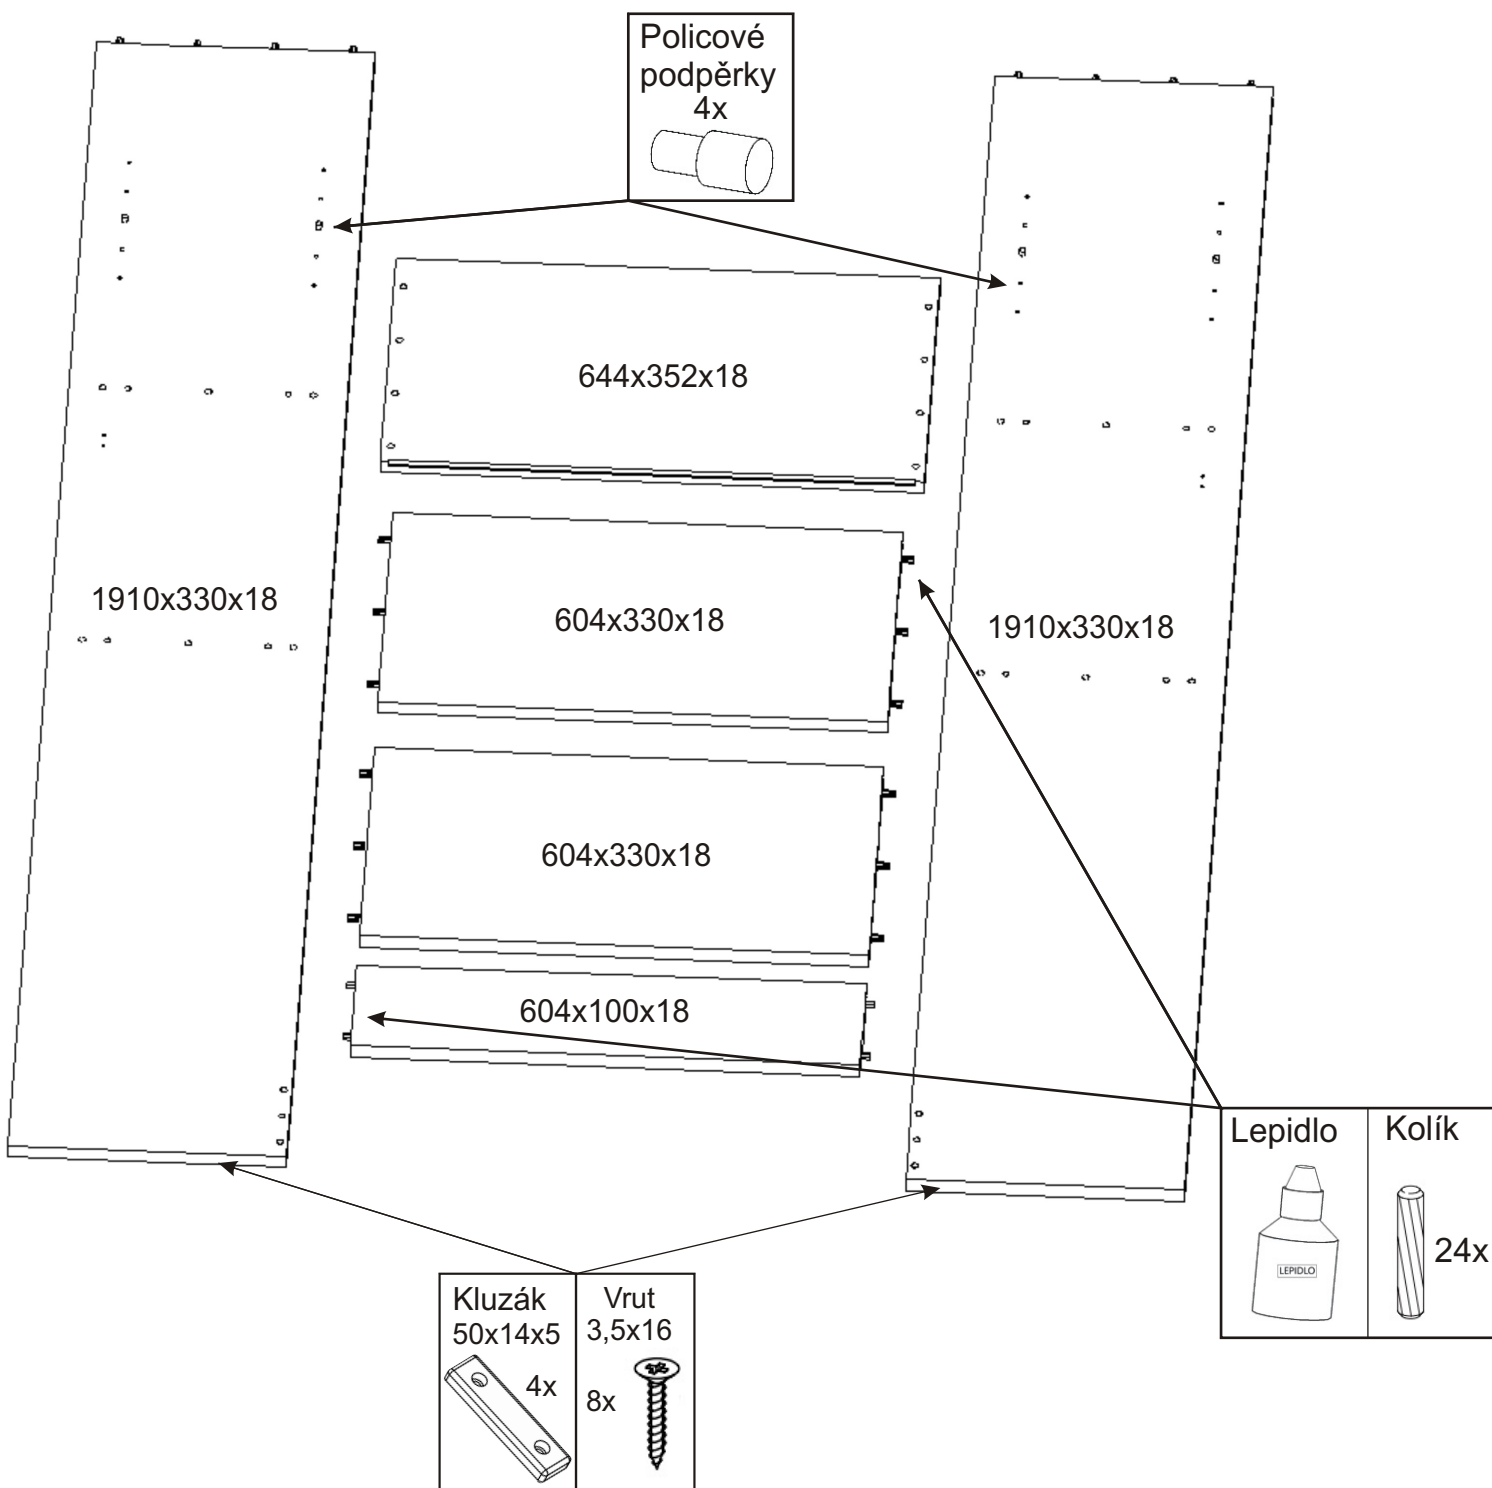 Policové
podpěrky
4x
644x352x18
1910x330x18
604x330x18
1910x330x18
604x330x18
604x100x18
Lepidlo
LEPIDLO
Kolík
24x
Kluzák
50x14x5
4x
Vrut
3,5x16
8x